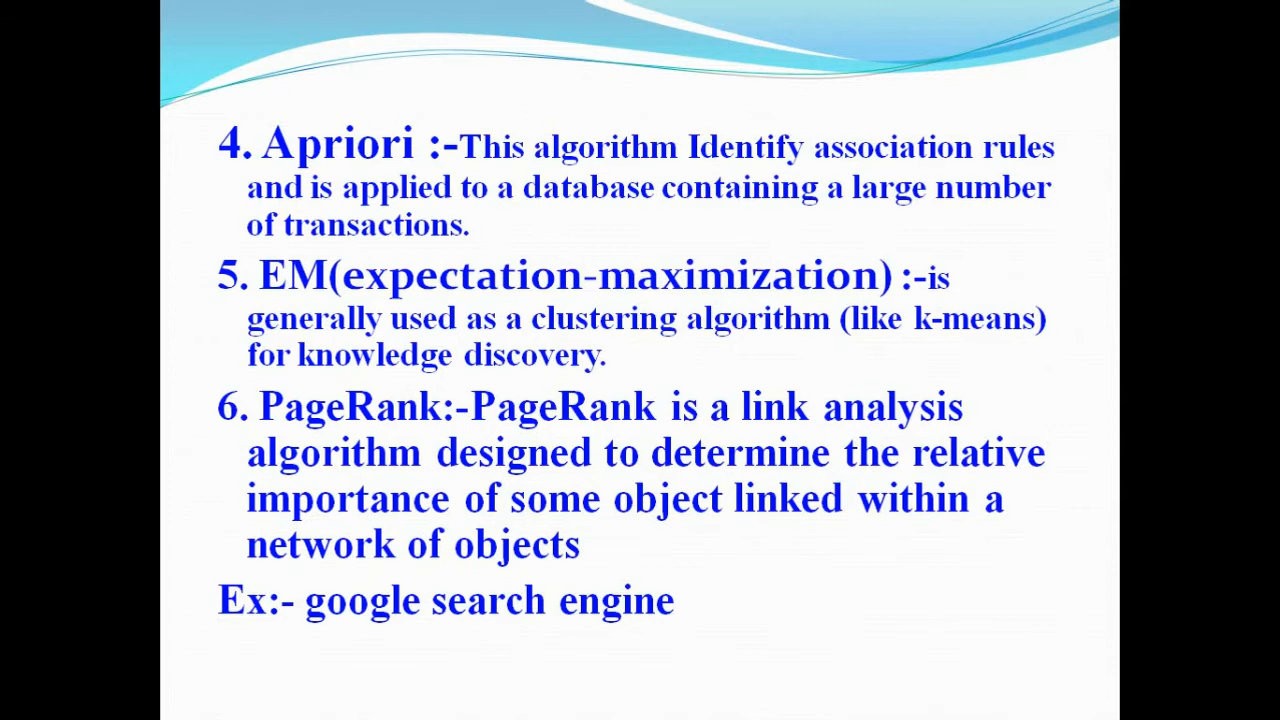 4. Apriori :-This algorithm Identify association rules
and is applied to a database containing a large number
of transactions.
5. EM(expectation-maximization) :-is
generally used as a clustering algorithm (like k-means)
for knowledge discovery.
6. PageRank:-PageRank is a link analysis
algorithm designed to determine the relative
importance of some object linked within a
network of objects
Ex:- google search engine